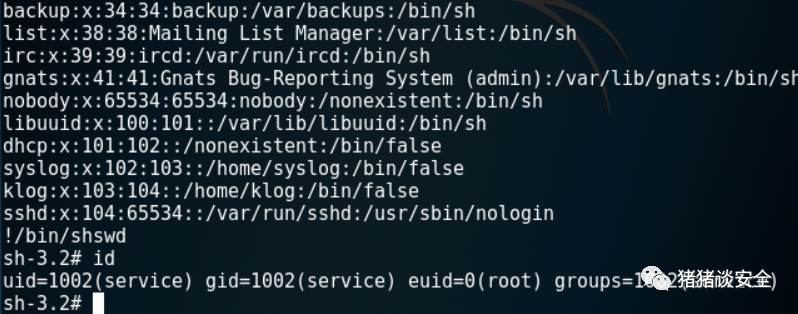 backup:x:34:34:backup:/var/backups:/bin/sh
list:x:38:38:Mailing List Manager:/var/list:/bin/sh
irc:x:39:39:ircd:/var/run/ircd:/bin/sh
gnats:x:41:41:Gnats Bug-Reporting System (admin):/var/lib/gnats:/bin/sh
nobody:x:65534:65534:nobody:/nonexistent:/bin/sh
libuuid:x:100:101::/var/lib/libuuid:/bin/sh
dhcp:x:101:102::/nonexistent:/bin/false
syslog:x:102:103::/home/syslog:/bin/false
klog:x:103:104::/home/klog:/bin/false
sshd:x:104:65534::/var/run/sshd:/usr/sbin/nologin
!/bin/shswd
sh-3.2# id
uid=1002(service) gid=1002(service) euid=0(root)
猪猪谈安全
sh-3.2#